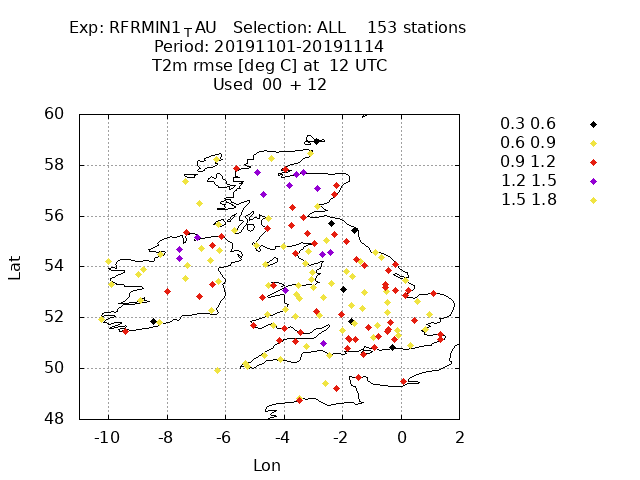 Exp: RFRMIN1_TAU Selection: ALL 153 stations
Period: 20191101-20191114
T2m rmse [deg C] at 12 UTC
Used 00 + 12
0.3 0.6
0.6 0.9
0.9 1.2
1.2 1.5
1.5 1.8
60
58
56
54
52
50
48
Lat
-10 -8 -6 -4 -2 0 2
Lon